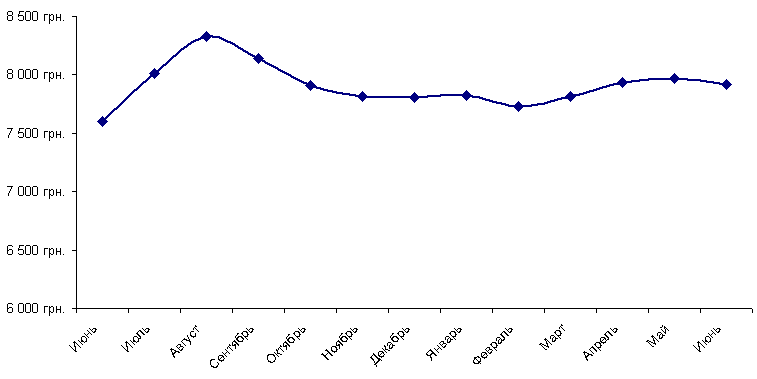 8 500 грн.
8 000 грн.
7 500 грн.
7 000 грн.
6 500 грн.
6 000 грн.
Июнь
Июль
Август
Сентябрь
Октябрь
Ноябрь
Декабрь
Январь
Февраль
Март
Апрель
Май
Июнь